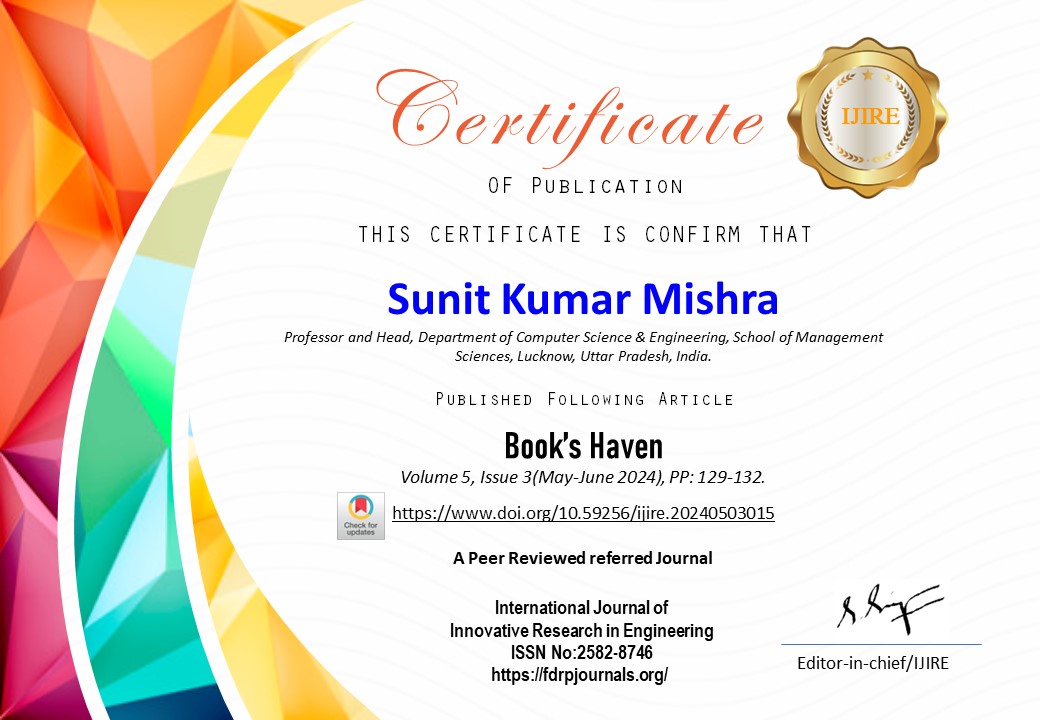 Certificate
IJIRE
OF PUBLICATION
THIS CERTIFICATE IS CONFIRM THAT
Sunit Kumar Mishra
Professor and Head, Department of Computer Science & Engineering, School of Management
Sciences, Lucknow, Uttar Pradesh, India.
PUBLISHED FOLLOWING ARTICLE
Book's Haven
Volume 5, Issue 3(May-June 2024), PP: 129-132.
Check for
updates
https://www.doi.org/10.59256/ijire.20240503015
A Peer Reviewed referred Journal
International Journal of
Innovative Research in Engineering
ISSN No:2582-8746
https://fdrpjournals.org/
Editor-in-chief/IJIRE